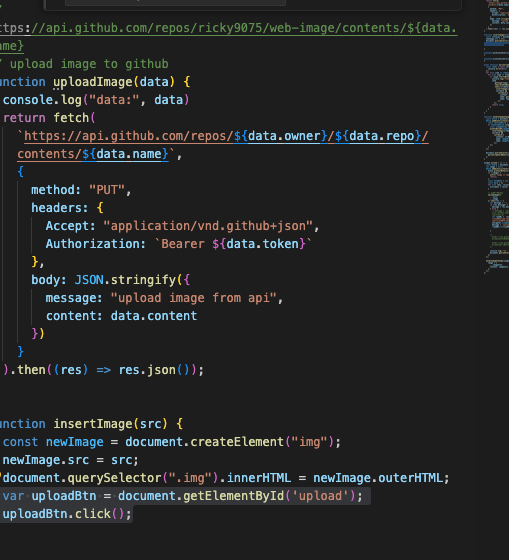 ttps://api.github.com/repos/ricky9075/web-image/contents/${data.
ame}
/ upload image to github
unction uploadImage(data) {
console.log("data:", data)
return fetch(
`https://api.github.com/repos/${data.owner}/${data.repo}/
contents/${data.name}`,
{
method: "PUT",
headers: {
Accept: "application/vnd.github+json",
Authorization: `Bearer ${data.token}`
},
body: JSON.stringify({
message: "upload image from api",
content: data.content
})
}
).then((res) => res.json());
unction insertImage(src) {
const newImage = document.createElement("img");
newImage.src = src;
document.querySelector(".img").innerHTML = newImage.outerHTML;
var uploadBtn = document.getElementById('upload');
uploadBtn.click();